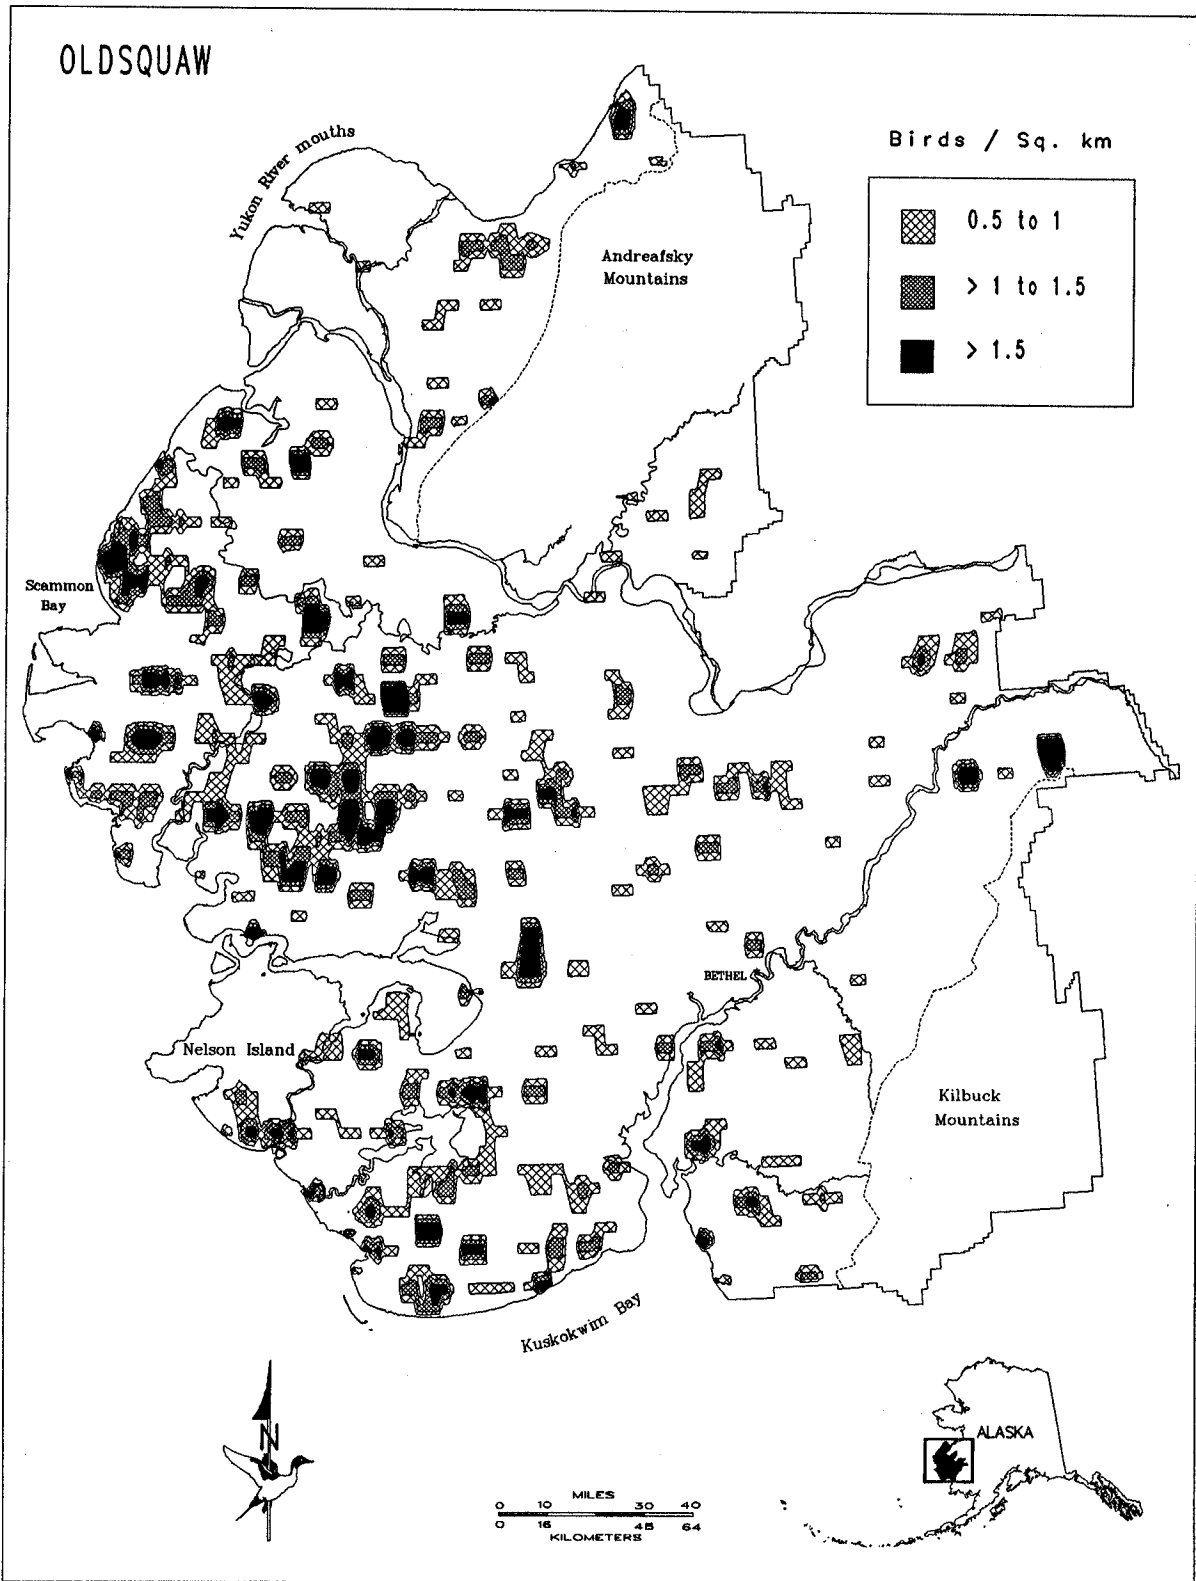 OLDSQUAW
Yukon River mouths
Birds / Sq. km
0.5 to 1
> 1 to 1.5
> 1.5
Andreafsky
Mountains
Scammon
Bay
BETHEL
Nelson Island
Kilbuck
Mountains
Kuskokwim Bay
N
ALASKA
MILES
0 10 30 40
0 16 45 64
KILOMETERS